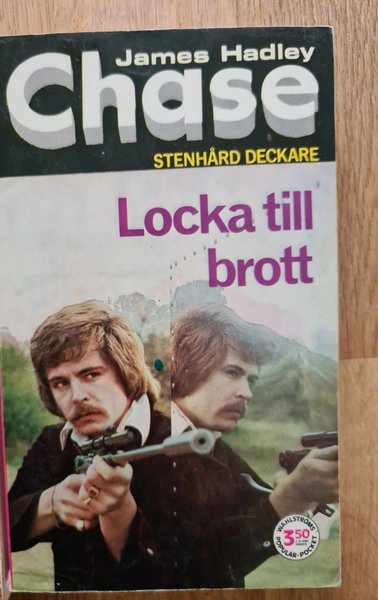 James Hadley
Chase
STENHÅRD DECKARE
Locka till
brott
WAHLSTRÖMS
3.50
POPULÄR-POCKET